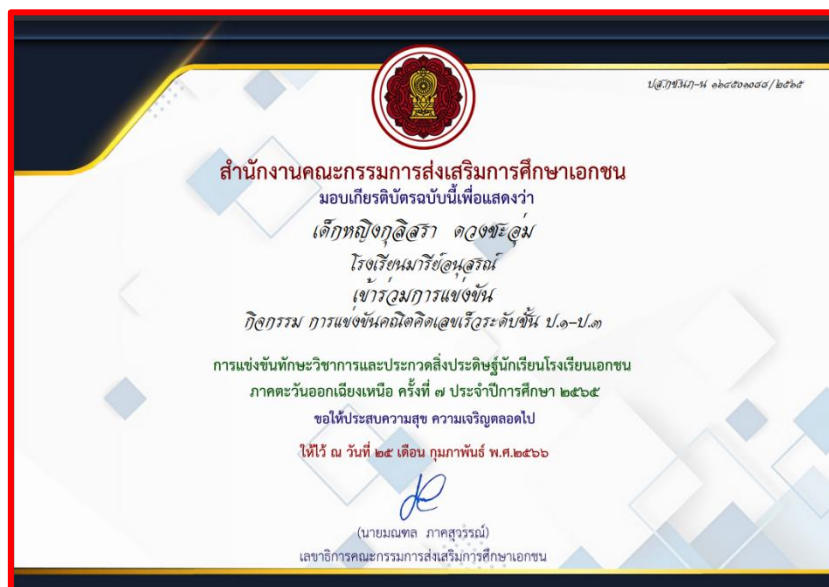 ปส.กชนภ-น ๑๒๔๕๐๑๐๔๔/๒๕๖๕
สำนักงานคณะกรรมการส่งเสริมการศึกษาเอกชน
มอบเกียรติบัตรฉบับนี้เพื่อแสดงว่า
เด็กหญิงกุลิสรา ดวงชะอุ่ม
โรงเรียนมารีย์อนุสรณ์
เข้าร่วมการแข่งขัน
กิจกรรม การแข่งขันคณิตคิดเลขเร็วระดับชั้น ป.๑-ป.๓
การแข่งขันทักษะวิชาการและประกวดสิ่งประดิษฐ์นักเรียนโรงเรียนเอกชน
ภาคตะวันออกเฉียงเหนือ ครั้งที่ ๗ ประจำปีการศึกษา ๒๕๖๕
ขอให้ประสบความสุข ความเจริญตลอดไป
ให้ไว้ ณ วันที่ ๒๕ เดือน กุมภาพันธ์ พ.ศ.๒๕๖๖
(นายมณฑล ภาคสุวรรณ์)
เลขาธิการคณะกรรมการส่งเสริมการศึกษาเอกชน